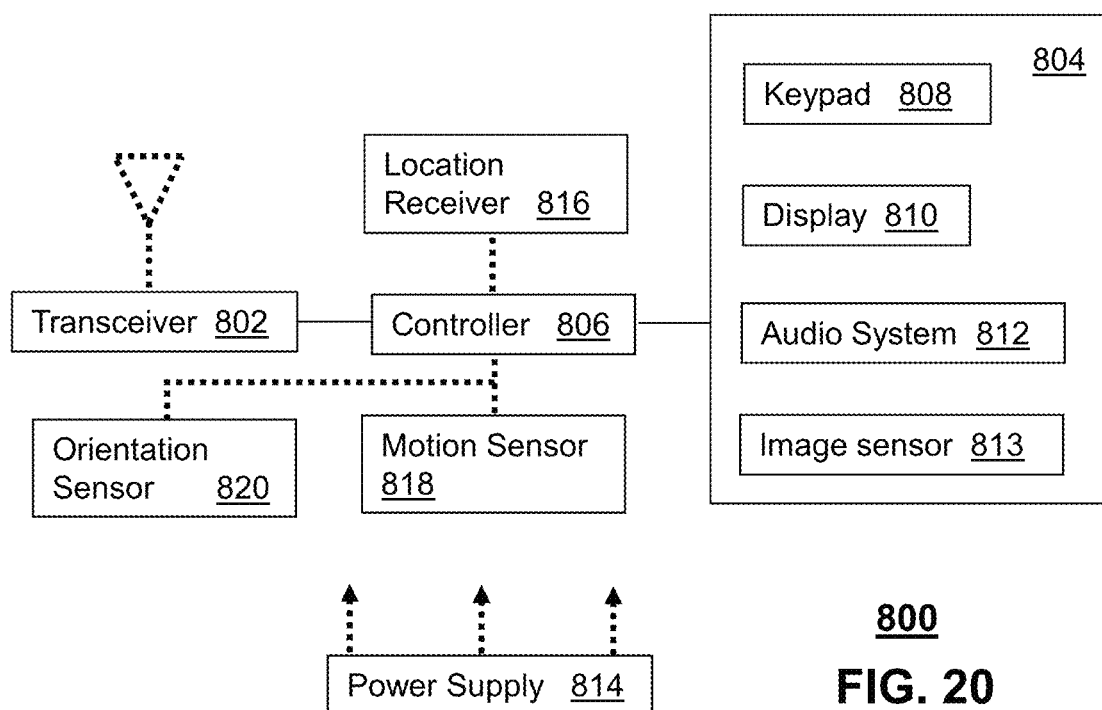 804
Keypad 808
Location
Receiver 816
Display 810
Transceiver 802
Controller 806
Audio System 812
Orientation
Sensor 820
Motion Sensor
818
Image sensor 813
Power Supply 814
800
FIG. 20